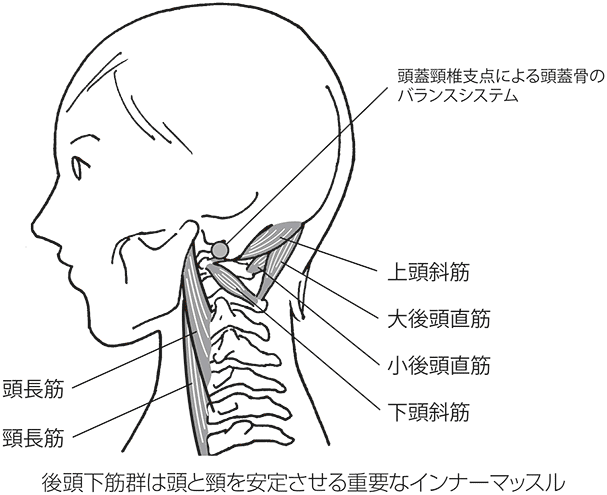 頭蓋頸椎支点による頭蓋骨の
バランスシステム
上頭斜筋
大後頭直筋
小後頭直筋
下頭斜筋
頭長筋
頸長筋
後頭下筋群は頭と頸を安定させる重要なインナーマッスル